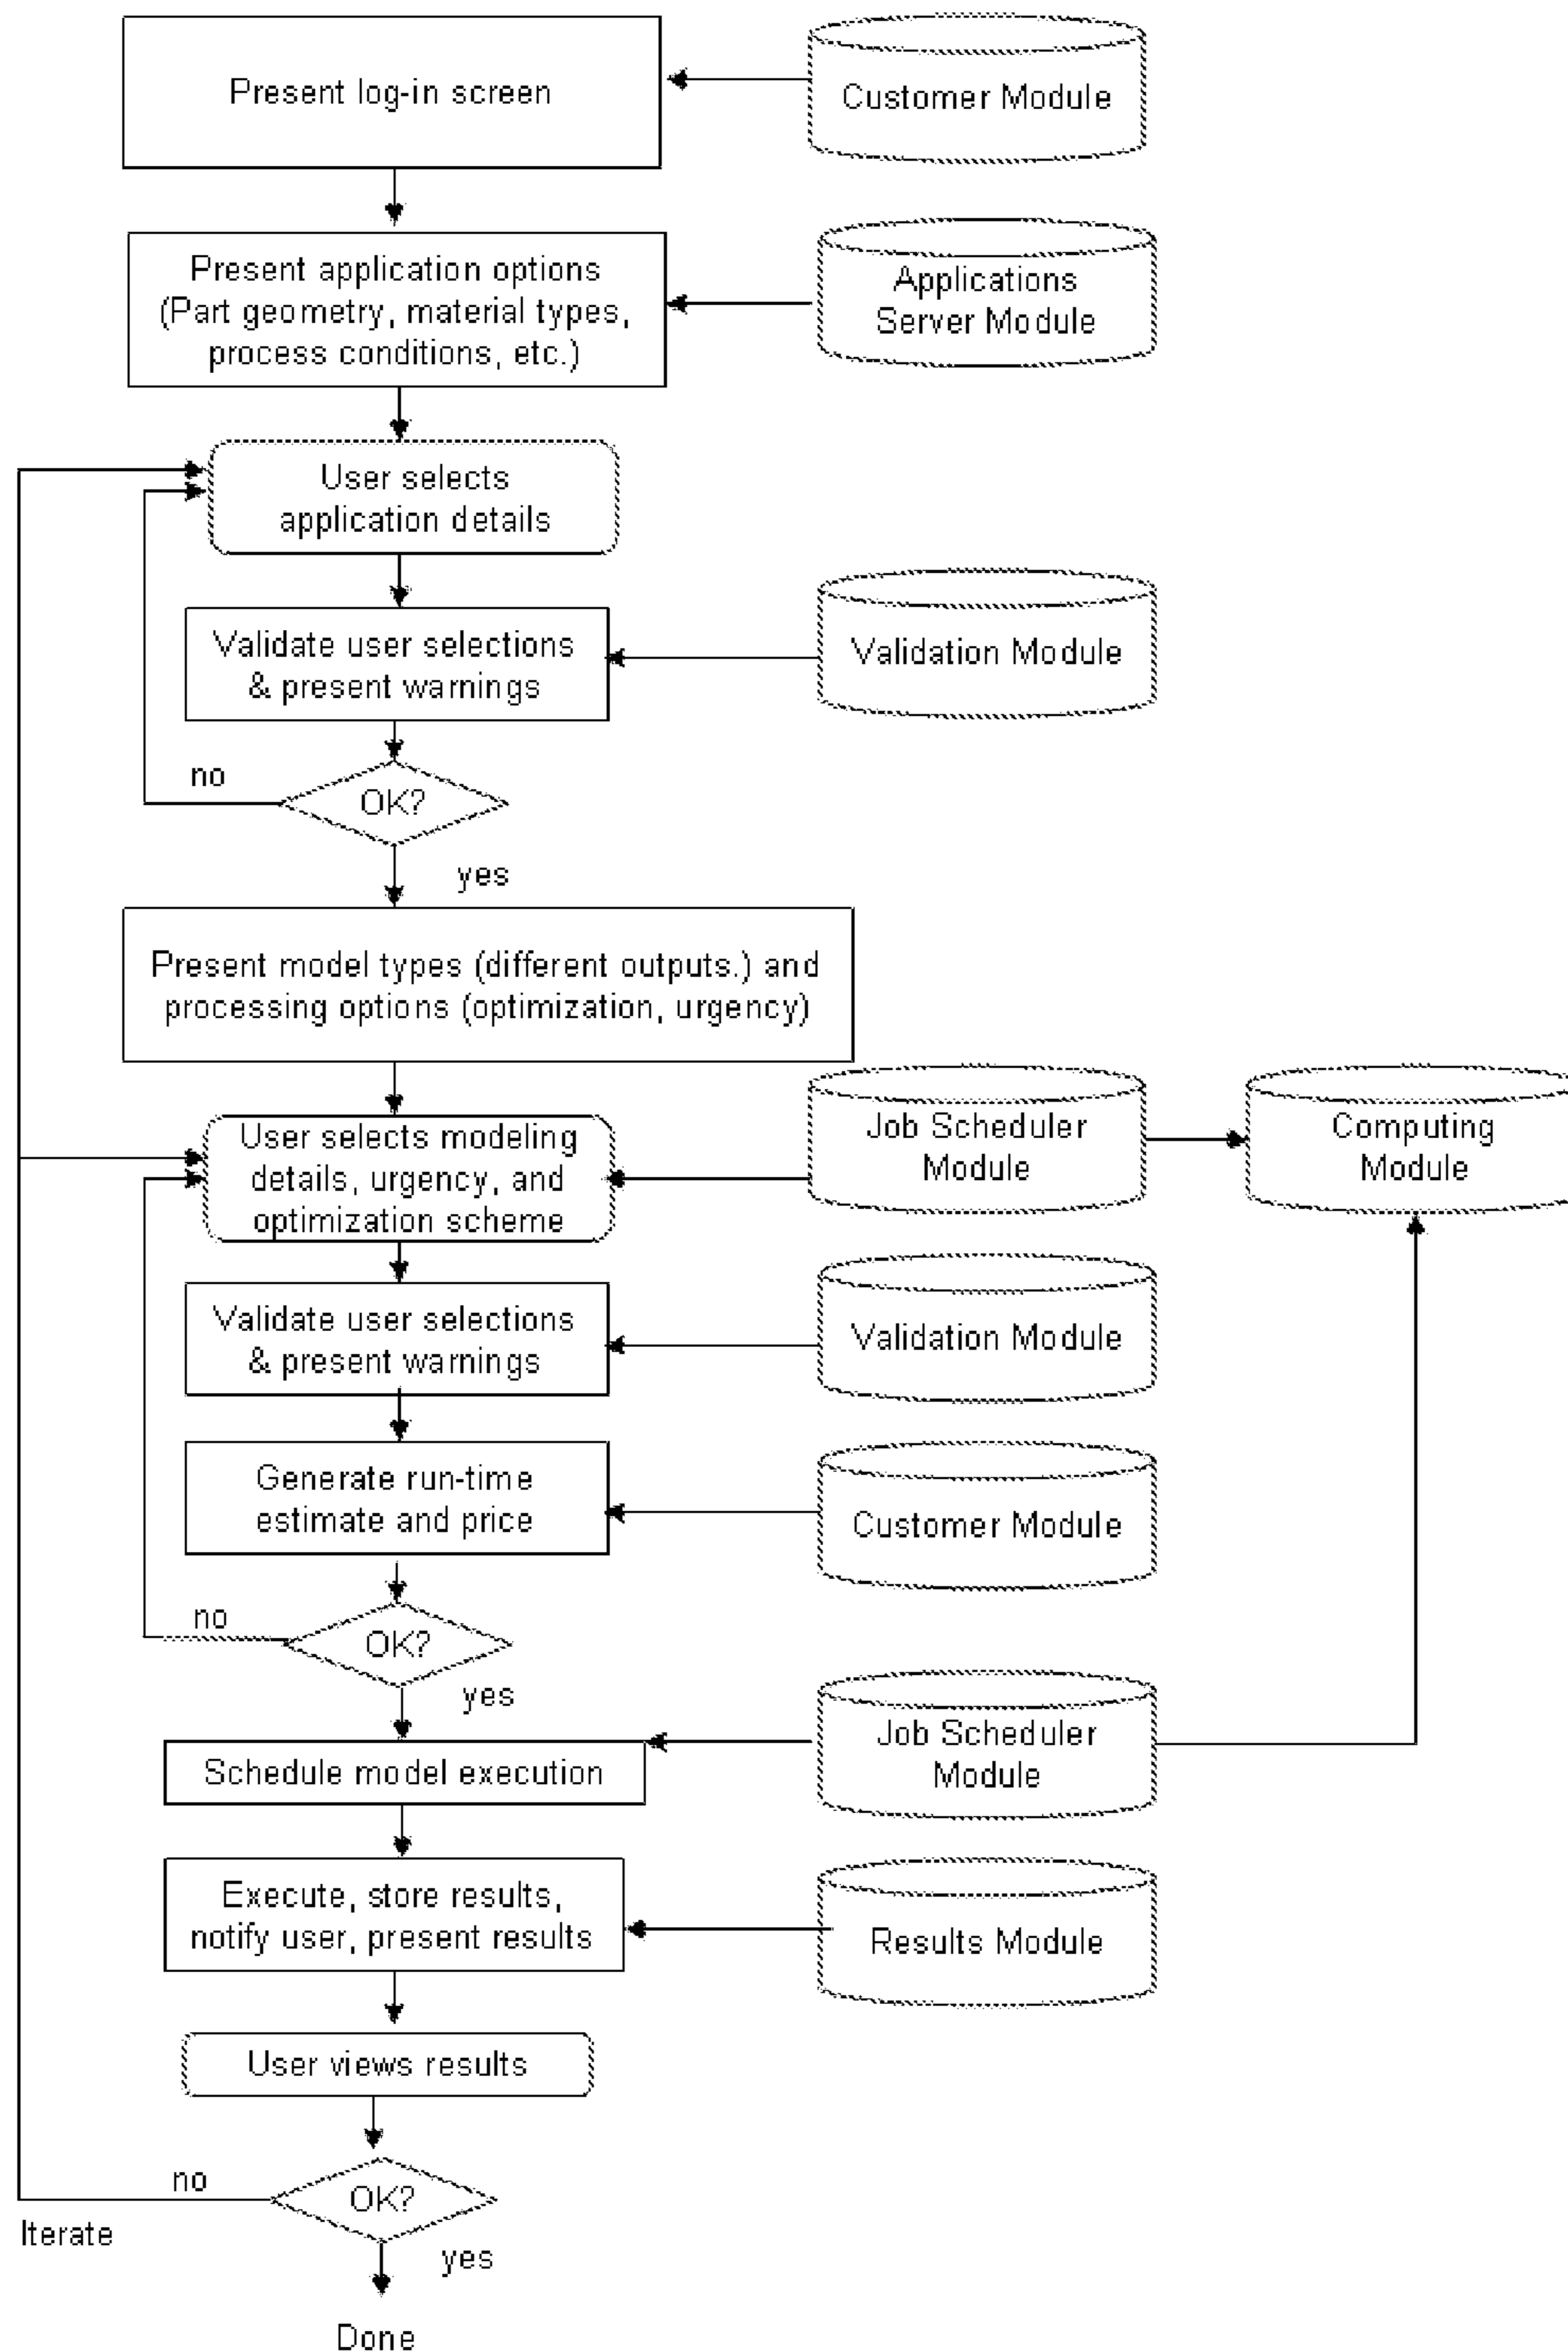 Present log-in screen
Customer Module
Present application options
(Part geometry, material types,
process conditions, etc.)
Applications
Server Module
User selects
application details
Validate user selections
& present warnings
Validation Module
no
OK?
yes
Present model types (different outputs.) and
processing options (optimization, urgency)
User selects modeling
details, urgency, and
optimization scheme
Job Scheduler
Module
Computing
Module
Validate user selections
& present warnings
Validation Module
Generate run-time
estimate and price
Customer Module
no
OK?
yes
Schedule model execution
Job Scheduler
Module
Execute, store results,
notify user, present results
Results Module
User views results
no
OK?
Iterate
yes
Done